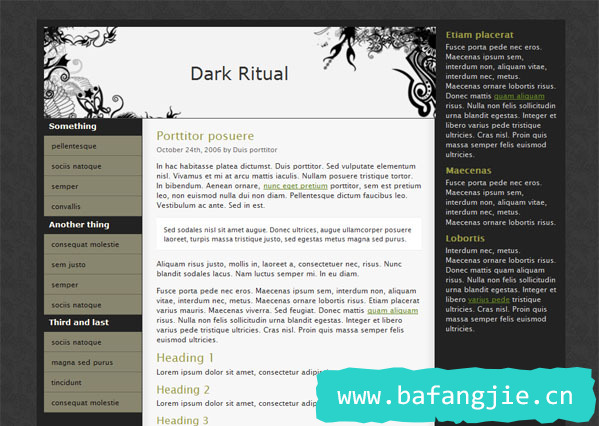 Dark Ritual
Something
pellentesque
sociis natoque
semper
convallis
Another thing
consequat molestie
sem justo
semper
sociis natoque
Third and last
sociis natoque
magna sed purus
tincidunt
consequat molestie
Porttitor posuere
October 24th, 2006 by Duis porttitor
In hac habitasse platea dictumst. Duis porttitor. Sed vulputate elementum
nisl. Vivamus et mi at arcu mattis iaculis. Nullam posuere tristique tortor.
In bibendum. Aenean ornare, nunc eget pretium porttitor, sem est pretium
leo, non euismod nulla dui non diam. Pellentesque dictum faucibus leo.
Vestibulum ac ante. Sed in est.
Sed sodales nisl sit amet augue. Donec ultrices, augue ullamcorper posuere
laoreet, turpis massa tristique justo, sed egestas metus magna sed purus.
Aliquam risus justo, mollis in, laoreet a, consectetuer nec, risus. Nunc
blandit sodales lacus. Nam luctus semper mi. In eu diam.
Fusce porta pede nec eros. Maecenas ipsum sem, interdum non, aliquam
vitae, interdum nec, metus. Maecenas ornare lobortis risus. Etiam placerat
varius mauris. Maecenas viverra. Sed feugiat. Donec mattis quam aliquam
risus. Nulla non felis sollicitudin urna blandit egestas. Integer et libero
varius pede tristique ultricies. Cras nisl. Proin quis massa semper felis
euismod ultricies.
Heading 1
Lorem ipsum dolor sit amet, consectetur
Heading 2
Lorem ipsum dolor sit amet, consectetur
Heading 3
Etiam placerat
Fusce porta pede nec eros.
Maecenas ipsum sem,
interdum non, aliquam vitae,
interdum nec, metus.
Maecenas ornare lobortis risus.
Donec mattis quam aliquam
risus. Nulla non felis sollicitudin
urna blandit egestas. Integer et
libero varius pede tristique
ultricies. Cras nisl. Proin quis
massa semper felis euismod
ultricies.
Maecenas
Fusce porta pede nec eros.
Maecenas ipsum sem,
interdum non, aliquam vitae,
interdum nec, metus.
Maecenas ornare lobortis risus.
Lobortis
Interdum nec, metus.
Maecenas ornare lobortis risus.
Donec mattis quam aliquam
risus. Nulla non felis sollicitudin
urna blandit egestas. Integer et
libero varius pede tristique
ultricies. Cras nisl. Proin quis
massa semper felis euismod
ultricies.
www.bafangjie.cn